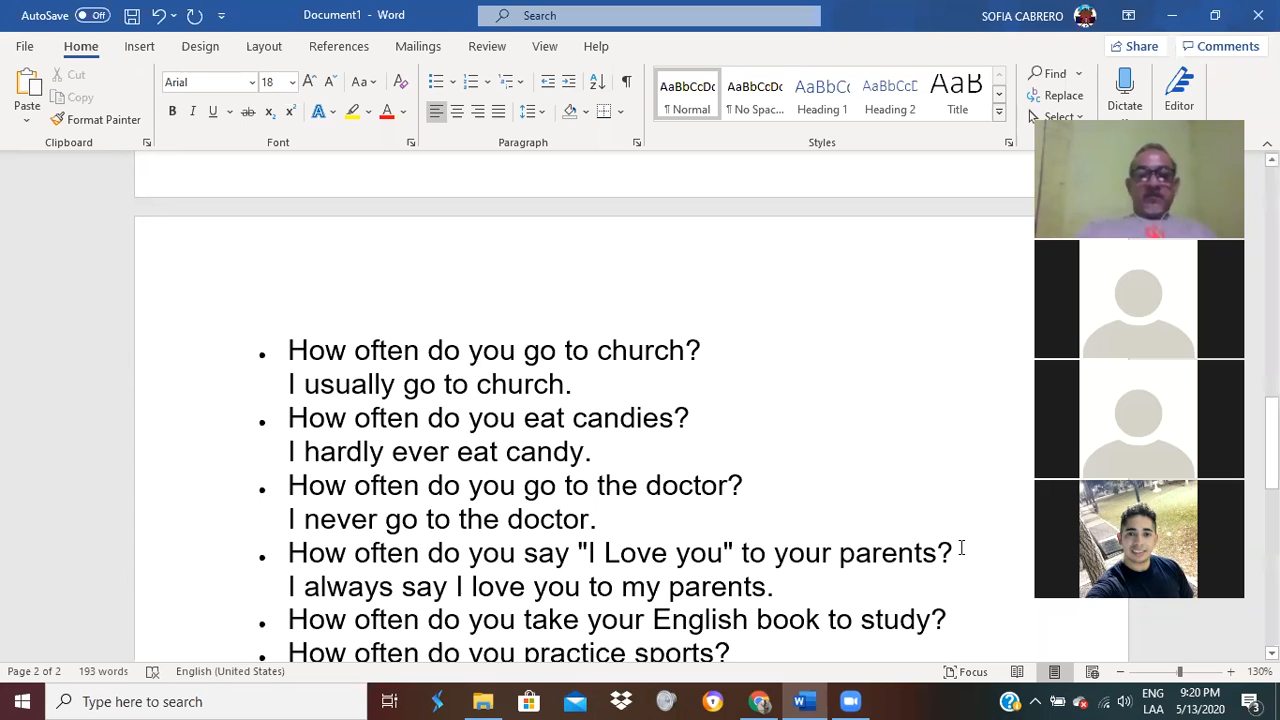 AutoSave Off Document1 - Word Search SOFIA CABRERO
File Home Insert Design Layout References Mailings Review View Help Share Comments
Paste Cut Copy Format Painter
Arial 18 Aa
B I U ab x₂ x² A A
AaBbCcDc AaBbCcDc AaBbCc AaBbCcD AaB
¶ Normal ¶ No Spac... Heading 1 Heading 2 Title
Find Replace Select Dictate Editor
Clipboard Font Paragraph Styles
How often do you go to church?
I usually go to church.
How often do you eat candies?
I hardly ever eat candy.
How often do you go to the doctor?
I never go to the doctor.
How often do you say "I Love you" to your parents?
I always say I love you to my parents.
How often do you take your English book to study?
How often do you practice sports?
Page 2 of 2 193 words English (United States) Focus 130%
Type here to search
ENG 9:20 PM
LAA 5/13/2020 3